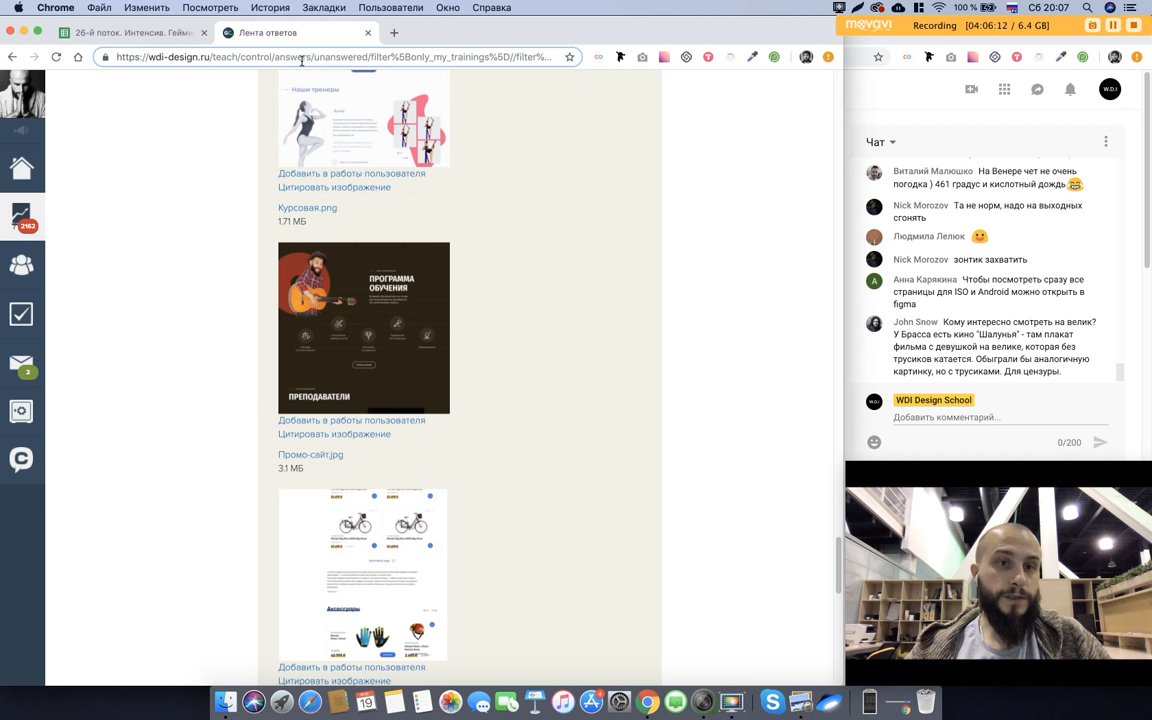 Chrome Файл Изменить Посмотреть История Закладки Пользователи Окно Справка
100 % Сб 20:07
26-й поток. Интенсив. Гейми
Лента ответов
movavi Recording [ 04:06:12 / 6.4 GB ]
https://wdi-design.ru/teach/control/answers/unanswered/filter%5Bonly_my_trainings%5D//filter%...
W.D.I
Наши тренеры
Анна
Добавить в работы пользователя
Цитировать изображение
Курсовая.png
1.71 МБ
2162
ПРОГРАММА
ОБУЧЕНИЯ
ПРЕПОДАВАТЕЛИ
2
Добавить в работы пользователя
Цитировать изображение
Промо-сайт.jpg
3.1 МБ
Аксессуары
Добавить в работы пользователя
Цитировать изображение
Чат
Виталий Малюшко На Венере чет не очень
погодка ) 461 градус и кислотный дождь
Nick Morozov Та не норм, надо на выходных
сгонять
Людмила Лелюк
Nick Morozov зонтик захватить
Анна Карякина Чтобы посмотреть сразу все
страницы для ISO и Android можно открыть в
figma
John Snow Кому интересно смотреть на велик?
У Брасса есть кино "Шалунья" - там плакат
фильма с девушкой на велике, которая без
трусиков катается. Обыграли бы аналогичную
картинку, но с трусиками. Для цензуры.
WDI Design School
Добавить комментарий...
0/200